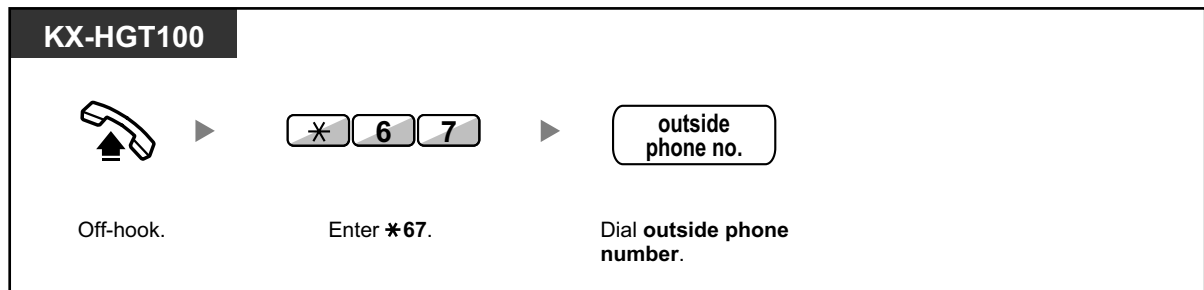 KX-HGT100
* 6 7
outside
phone no.
Off-hook.
Enter *67.
Dial outside phone
number.